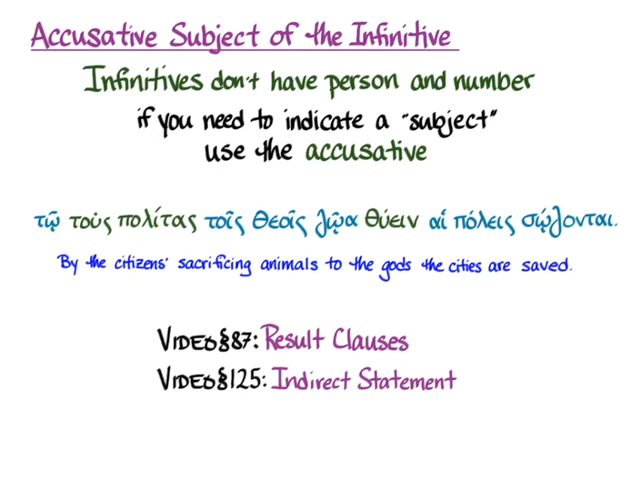 Accusative Subject of the Infinitive
Infinitives don't have person and number
if you need to indicate a "subject"
use the accusative
τῷ τοὺς πολίτας τοῖς θεοῖς ζῷα θύειν αἱ πόλεις σῴζονται.
By the citizens' sacrificing animals to the gods the cities are saved.
VIDEO§87: Result Clauses
VIDEO§125: Indirect Statement